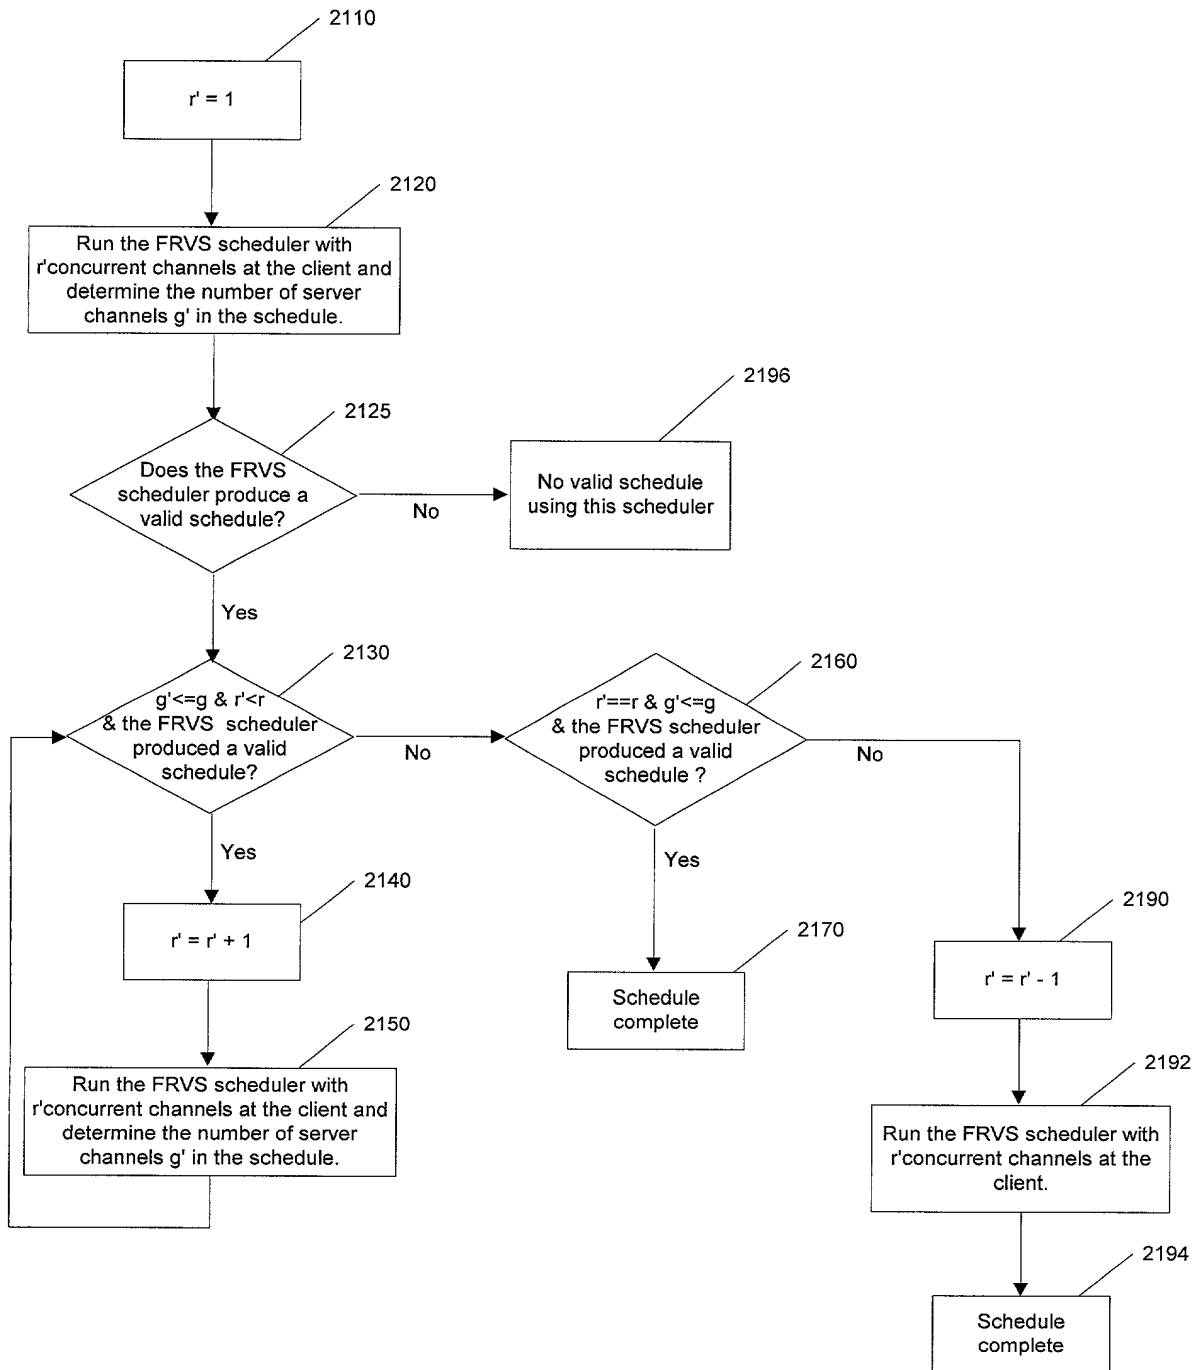 2110
r' = 1
2120
Run the FRVS scheduler with
r'concurrent channels at the client and
determine the number of server
channels g' in the schedule.
2125
Does the FRVS
scheduler produce a
valid schedule?
No
2196
No valid schedule
using this scheduler
Yes
2130
g'<=g & r'<r
& the FRVS scheduler
produced a valid
schedule?
No
2160
r'==r & g'<=g
& the FRVS scheduler
produced a valid
schedule ?
No
Yes
2140
r' = r' + 1
2150
Run the FRVS scheduler with
r'concurrent channels at the client and
determine the number of server
channels g' in the schedule.
Yes
2170
Schedule
complete
2190
r' = r' - 1
2192
Run the FRVS scheduler with
r'concurrent channels at the
client.
2194
Schedule
complete